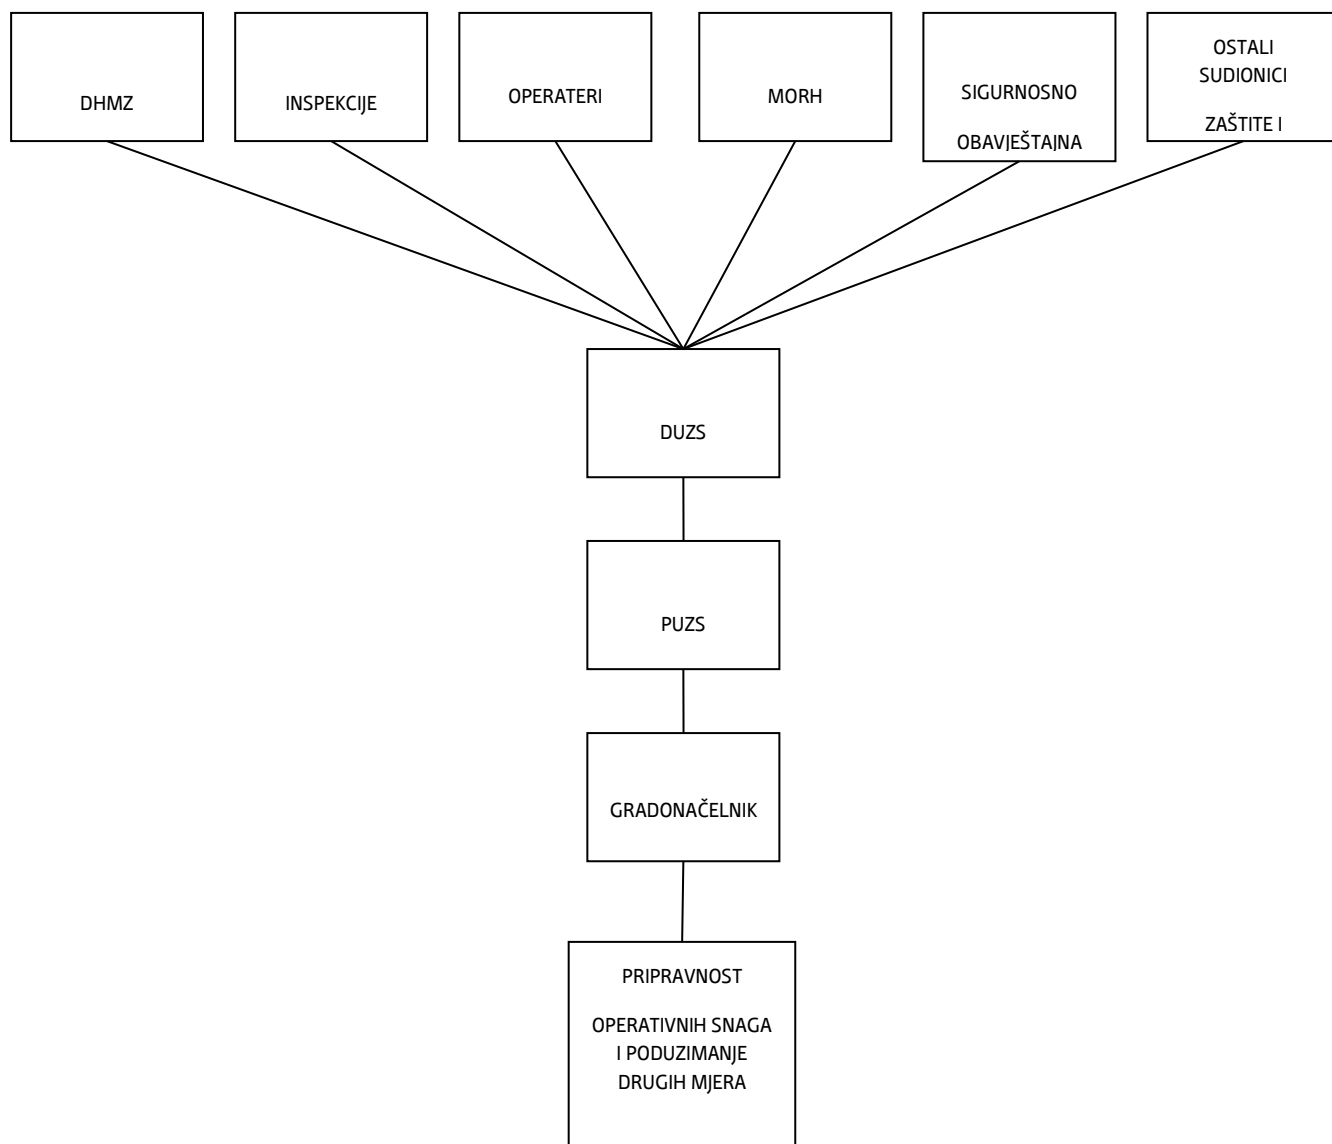 DHMZ
INSPEKCIJE
OPERATERI
MORH
SIGURNOSNO
OBAVJEŠTAJNA
OSTALI
SUDIONICI
ZAŠTITE I
DUZS
PUZS
GRADONAČELNIK
PRIPRAVNOST
OPERATIVNIH SNAGA
I PODUZIMANJE
DRUGIH MJERA